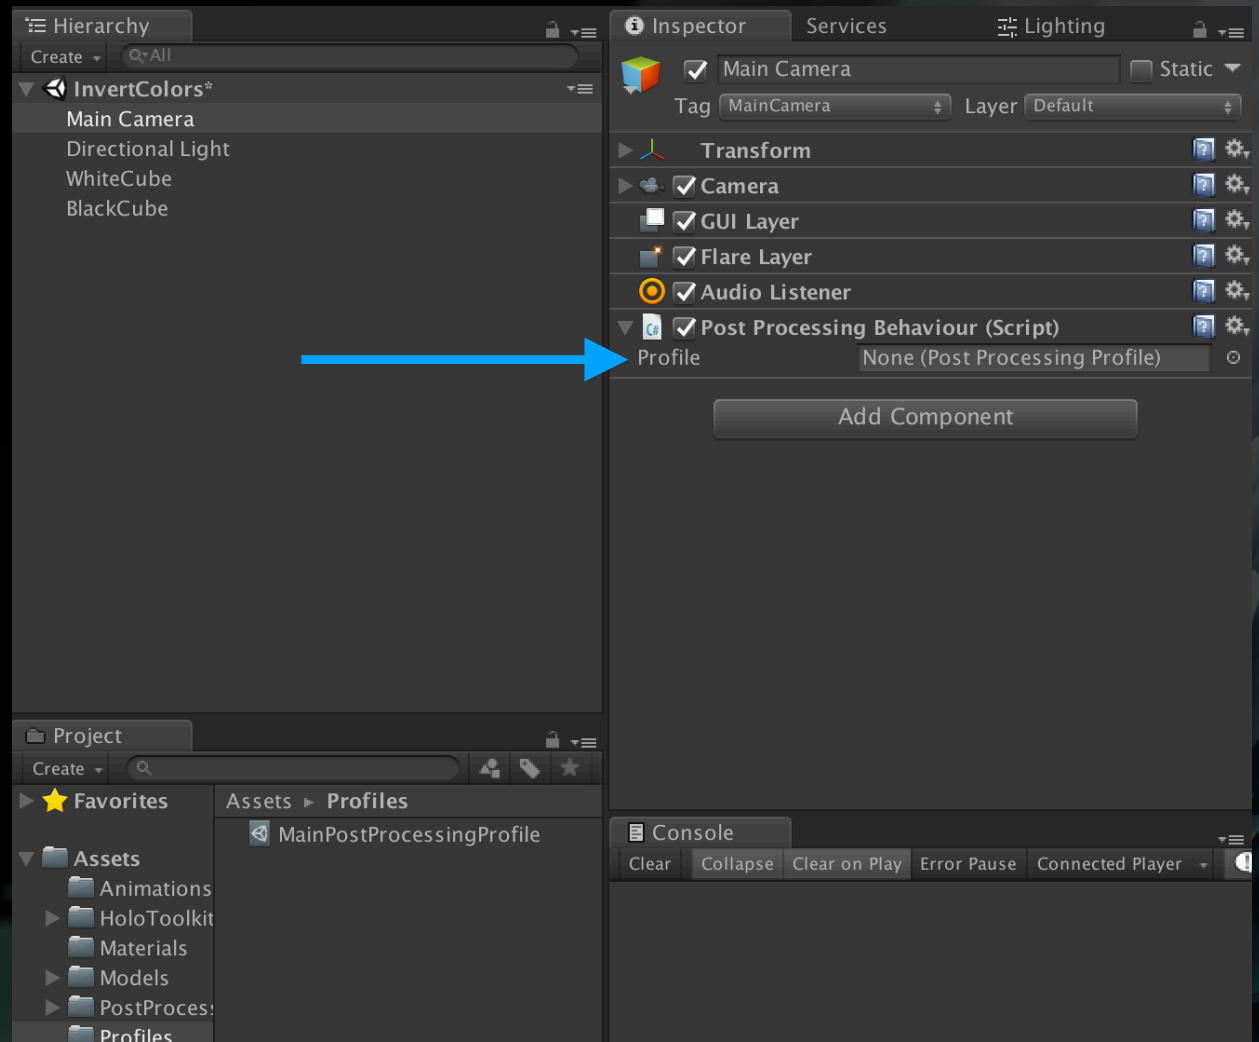 Hierarchy
Create All
InvertColors*
Main Camera
Directional Light
WhiteCube
BlackCube
Inspector Services Lighting
Main Camera Static
Tag MainCamera Layer Default
Transform
Camera
GUI Layer
Flare Layer
Audio Listener
C# Post Processing Behaviour (Script)
Profile None (Post Processing Profile)
Add Component
Project
Create
Favorites
Assets
Animations
HoloToolkit
Materials
Models
PostProces
Profiles
Assets ▸ Profiles
MainPostProcessingProfile
Console
Clear Collapse Clear on Play Error Pause Connected Player